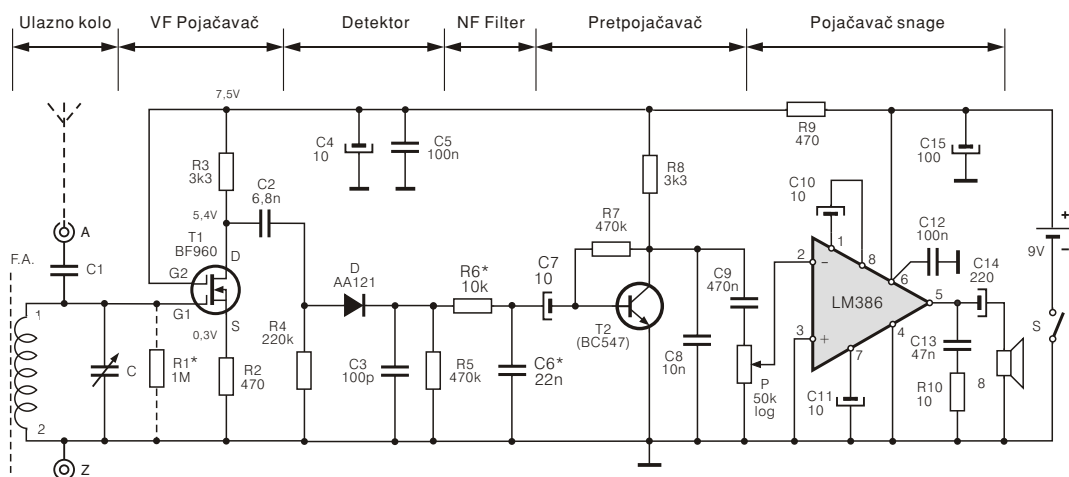 Ulazno kolo
VF Pojačavač
Detektor
NF Filter
Pretpojačavač
Pojačavač snage
7,5V
R3
3k3
C2
6,8n
5,4V
T1
BF960
D
G2
G1
S
0,3V
A
C1
F.A.
1
2
Z
C
R1*
1M
R2
470
R4
220k
D
AA121
C3
100p
R5
470k
R6*
10k
C6*
22n
C4
10
C5
100n
C7
10
R7
470k
R8
3k3
T2
(BC547)
C8
10n
C9
470n
P
50k
log
R9
470
C10
10
1
8
2
−
LM386
3
+
7
4
5
6
C11
10
C12
100n
C15
100
C14
220
C13
47n
R10
10
8
+
9V
−
S